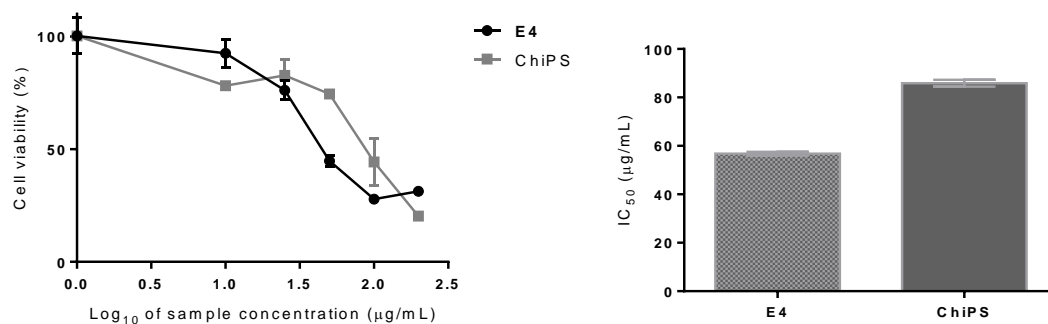 E4
ChiPS
Cell viability (%)
100
50
0
0.0 0.5 1.0 1.5 2.0 2.5
Log10 of sample concentration (μg/mL)
IC50 (μg/mL)
100
80
60
40
20
0
E4 ChiPS